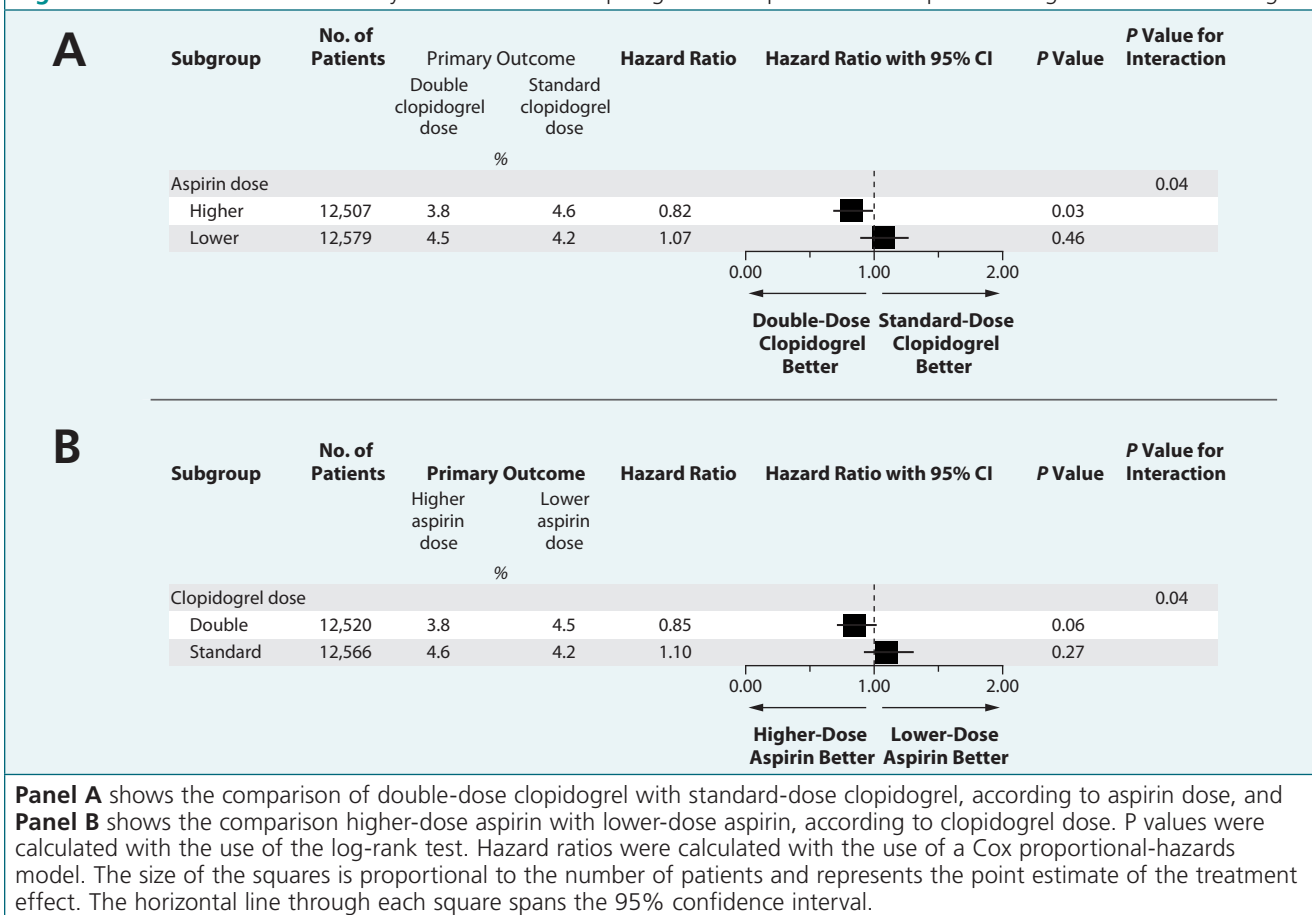 A
No. of
Subgroup Patients Primary Outcome Hazard Ratio Hazard Ratio with 95% CI P Value P Value for Interaction
Double clopidogrel dose Standard clopidogrel dose
%
Aspirin dose 0.04
Higher 12,507 3.8 4.6 0.82 0.03
Lower 12,579 4.5 4.2 1.07 0.46
0.00 1.00 2.00
Double-Dose Standard-Dose
Clopidogrel Clopidogrel
Better Better
B
No. of
Subgroup Patients Primary Outcome Hazard Ratio Hazard Ratio with 95% CI P Value P Value for Interaction
Higher aspirin dose Lower aspirin dose
%
Clopidogrel dose 0.04
Double 12,520 3.8 4.5 0.85 0.06
Standard 12,566 4.6 4.2 1.10 0.27
0.00 1.00 2.00
Higher-Dose Lower-Dose
Aspirin Better Aspirin Better
Panel A shows the comparison of double-dose clopidogrel with standard-dose clopidogrel, according to aspirin dose, and
Panel B shows the comparison higher-dose aspirin with lower-dose aspirin, according to clopidogrel dose. P values were
calculated with the use of the log-rank test. Hazard ratios were calculated with the use of a Cox proportional-hazards
model. The size of the squares is proportional to the number of patients and represents the point estimate of the treatment
effect. The horizontal line through each square spans the 95% confidence interval.